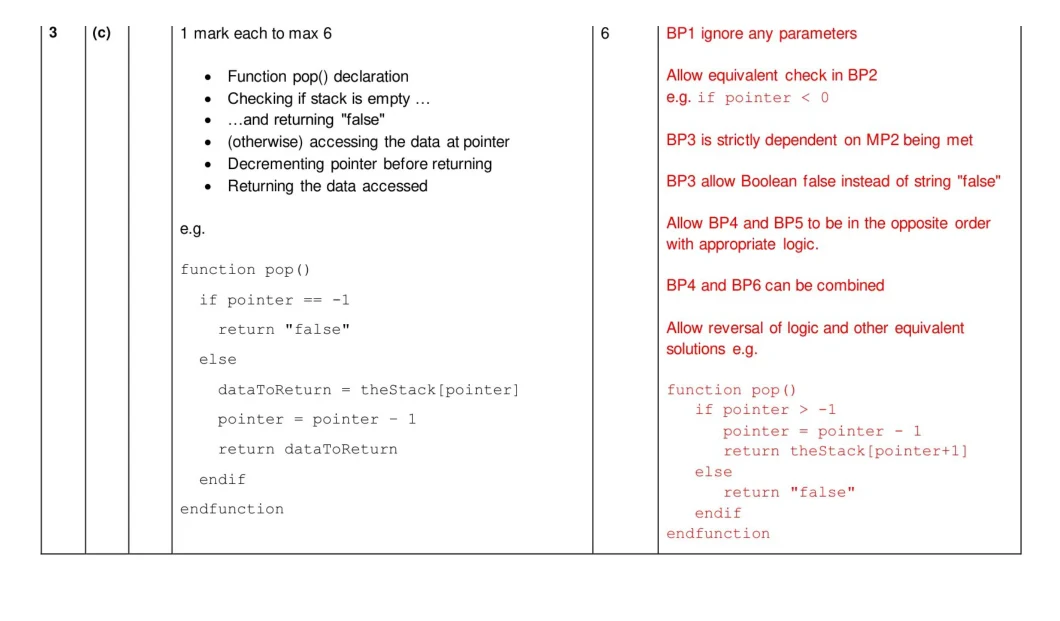 3 (c) 1 mark each to max 6
• Function pop() declaration
• Checking if stack is empty …
• …and returning "false"
• (otherwise) accessing the data at pointer
• Decrementing pointer before returning
• Returning the data accessed
e.g.
function pop()
if pointer == -1
return "false"
else
dataToReturn = theStack[pointer]
pointer = pointer – 1
return dataToReturn
endif
endfunction
6
BP1 ignore any parameters
Allow equivalent check in BP2
e.g. if pointer < 0
BP3 is strictly dependent on MP2 being met
BP3 allow Boolean false instead of string "false"
Allow BP4 and BP5 to be in the opposite order
with appropriate logic.
BP4 and BP6 can be combined
Allow reversal of logic and other equivalent
solutions e.g.
function pop()
if pointer > -1
pointer = pointer - 1
return theStack[pointer+1]
else
return "false"
endif
endfunction